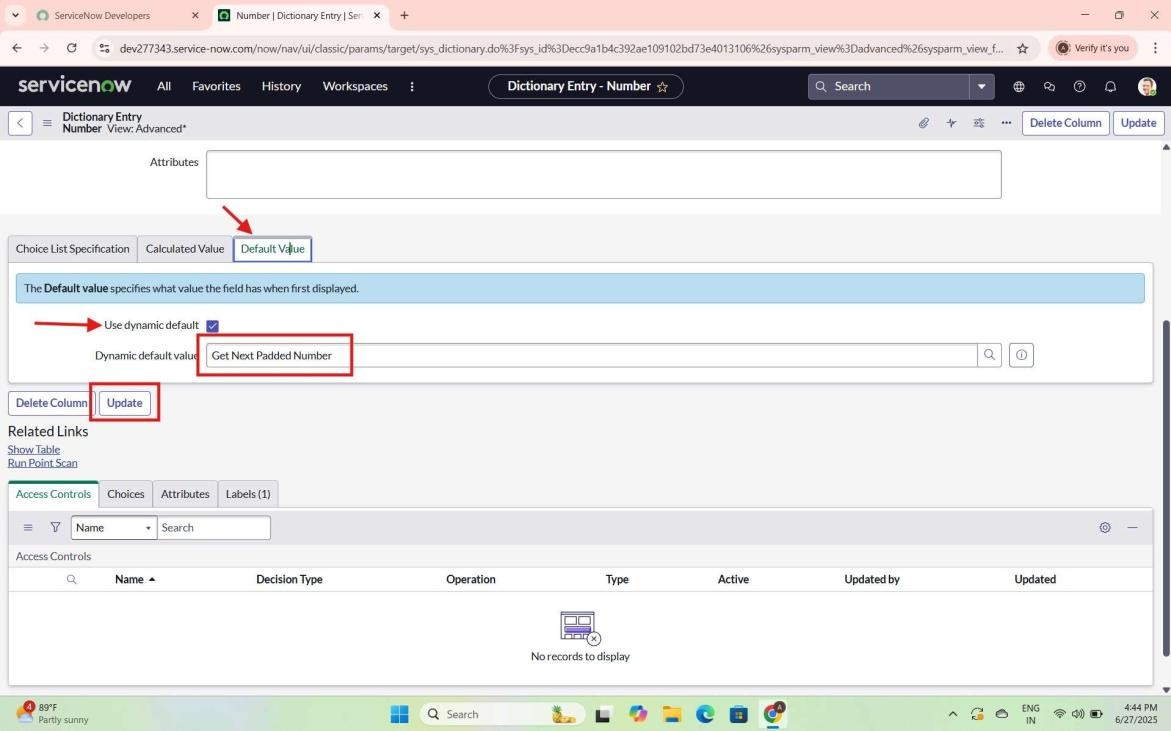 ServiceNow Developers
Number | Dictionary Entry | Ser
dev277343.service-now.com/now/nav/ui/classic/params/target/sys_dictionary.do%3Fsys_id%3Decc9a1b4c392ae109102bd73e4013106%26sysparm_view%3Dadvanced%26sysparm_view_f...
Verify it's you
servicenow All Favorites History Workspaces
Dictionary Entry - Number
Search
Dictionary Entry
Number View: Advanced*
Delete Column Update
Attributes
Choice List Specification Calculated Value Default Value
The Default value specifies what value the field has when first displayed.
Use dynamic default
Dynamic default value Get Next Padded Number
Delete Column Update
Related Links
Show Table
Run Point Scan
Access Controls Choices Attributes Labels (1)
Name Search
Access Controls
Name Decision Type Operation Type Active Updated by Updated
No records to display
4 89°F
Partly sunny
Search
A
ENG
IN
4:44 PM
6/27/2025